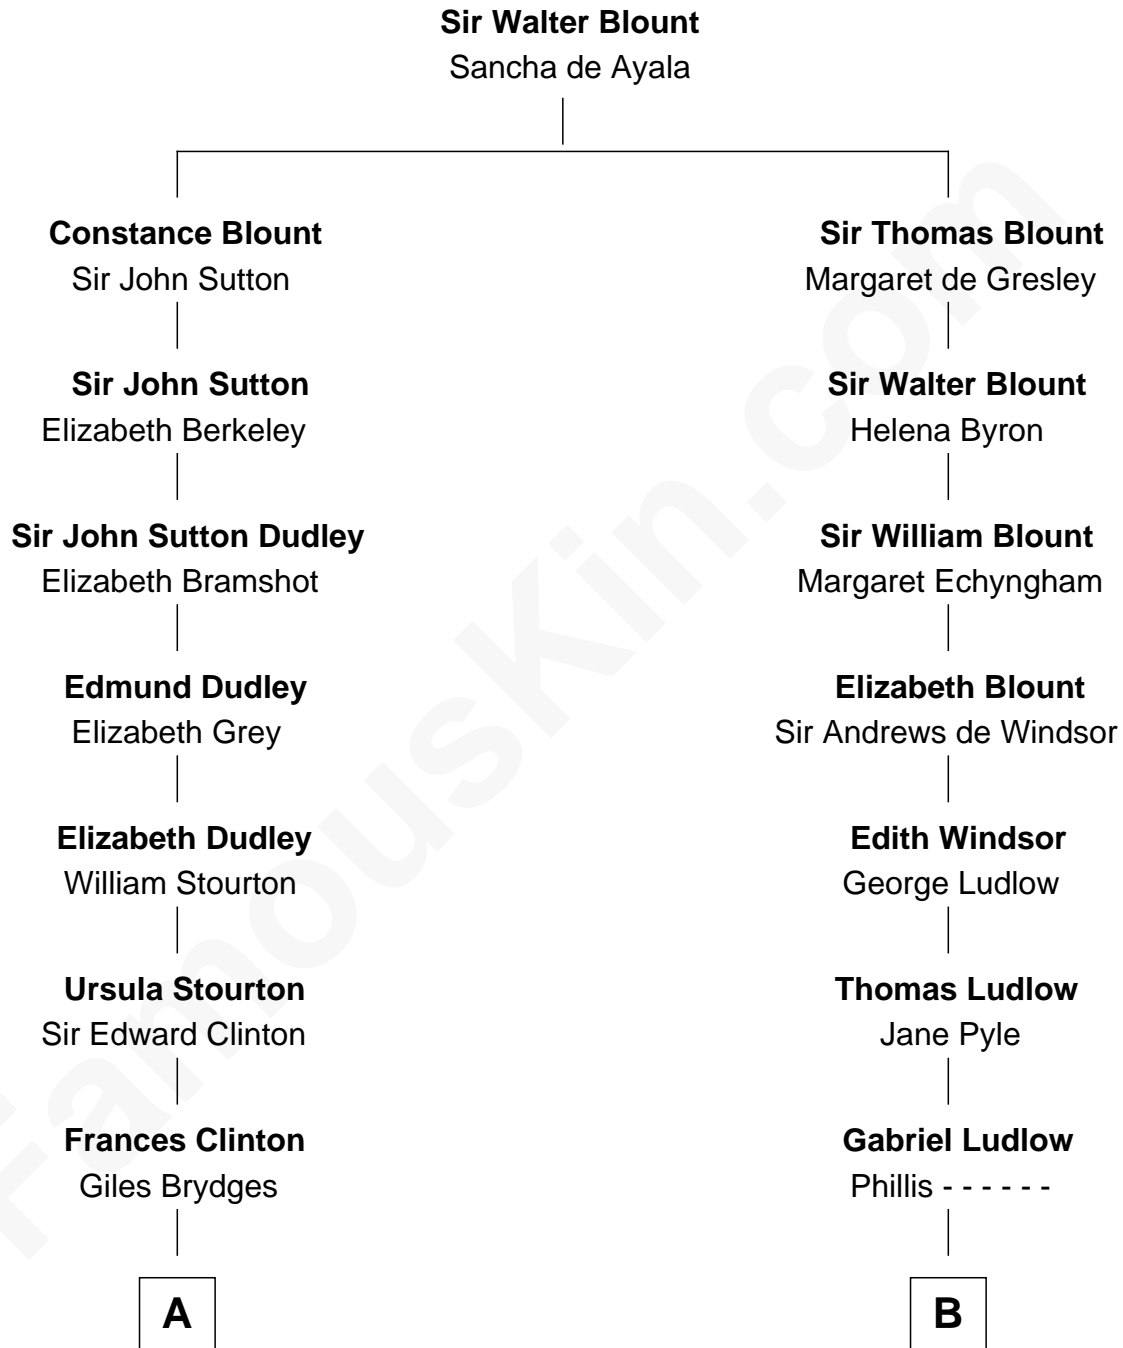 Sir Walter Blount
Sancha de Ayala
Constance Blount
Sir John Sutton
Sir John Sutton
Elizabeth Berkeley
Sir John Sutton Dudley
Elizabeth Bramshot
Edmund Dudley
Elizabeth Grey
Elizabeth Dudley
William Stourton
Ursula Stourton
Sir Edward Clinton
Frances Clinton
Giles Brydges
A
Sir Thomas Blount
Margaret de Gresley
Sir Walter Blount
Helena Byron
Sir William Blount
Margaret Echyngham
Elizabeth Blount
Sir Andrews de Windsor
Edith Windsor
George Ludlow
Thomas Ludlow
Jane Pyle
Gabriel Ludlow
Phillis - - - - - -
B
FamousKin.com